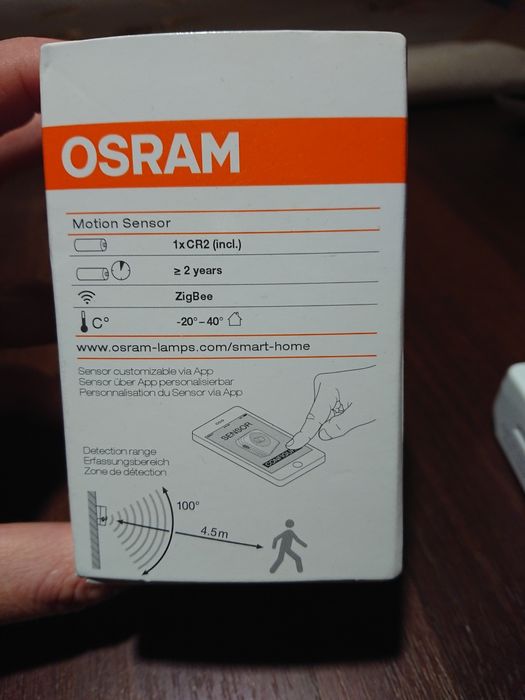 OSRAM
Motion Sensor
1xCR2 (incl.)
≥ 2 years
ZigBee
C° -20°–40°
www.osram-lamps.com/smart-home
Sensor customizable via App
Sensor über App personalisierbar
Personnalisation du Sensor via App
SENSOR
Detection range
Erfassungsbereich
Zone de détection
100°
4.5m